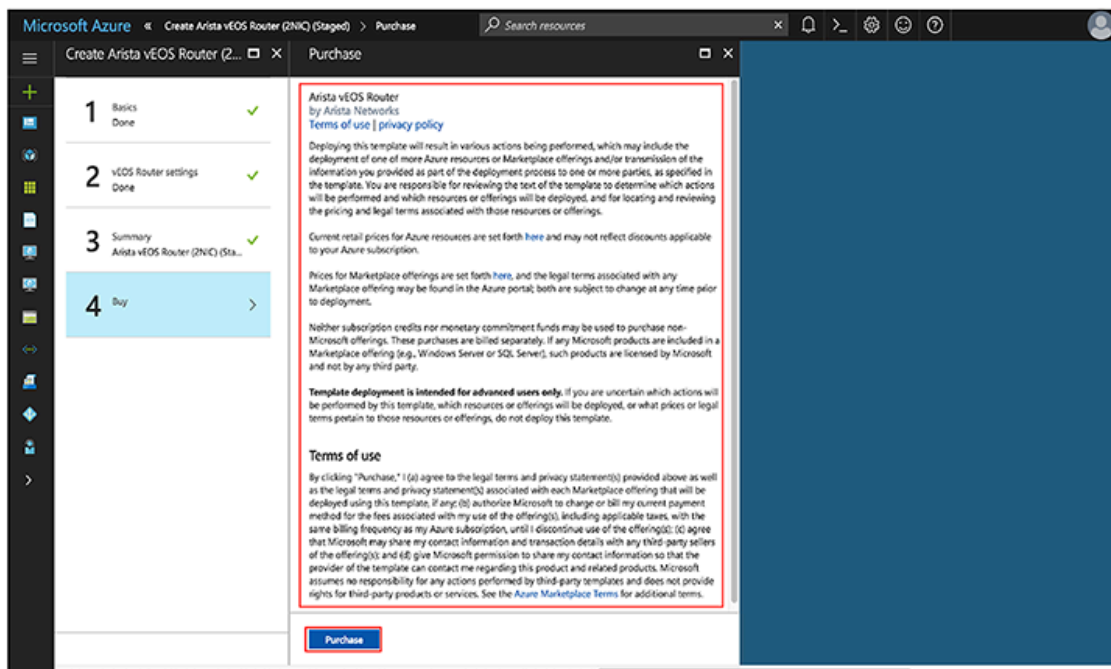 Microsoft Azure « Create Arista vEOS Router (2NIC) (Staged) > Purchase
Search resources
Create Arista vEOS Router (2...
Purchase
1
Basics
Done
2
vEOS Router settings
Done
3
Summary
Arista vEOS Router (2NIC) (Sta...
4
Buy
Arista vEOS Router
by Arista Networks
Terms of use | privacy policy
Deploying this template will result in various actions being performed, which may include the
deployment of one of more Azure resources or Marketplace offerings and/or transmission of the
information you provided as part of the deployment process to one or more parties, as specified in
the template. You are responsible for reviewing the text of the template to determine which actions
will be performed and which resources or offerings will be deployed, and for locating and reviewing
the pricing and legal terms associated with those resources or offerings.
Current retail prices for Azure resources are set forth here and may not reflect discounts applicable
to your Azure subscription.
Prices for Marketplace offerings are set forth here, and the legal terms associated with any
Marketplace offering may be found in the Azure portal; both are subject to change at any time prior
to deployment.
Neither subscription credits nor monetary commitment funds may be used to purchase non-
Microsoft offerings. These purchases are billed separately. If any Microsoft products are included in a
Marketplace offering (e.g., Windows Server or SQL Server), such products are licensed by Microsoft
and not by any third party.
Template deployment is intended for advanced users only. If you are uncertain which actions will
be performed by this template, which resources or offerings will be deployed, or what prices or legal
terms pertain to those resources or offerings, do not deploy this template.
Terms of use
By clicking "Purchase," I (a) agree to the legal terms and privacy statement(s) provided above as well
as the legal terms and privacy statement(s) associated with each Marketplace offering that will be
deployed using this template, if any; (b) authorize Microsoft to charge or bill my current payment
method for the fees associated with my use of the offering(s), including applicable taxes, with the
same billing frequency as my Azure subscription, until I discontinue use of the offering(s); (c) agree
that Microsoft may share my contact information and transaction details with any third-party sellers
of the offering(s); and (d) give Microsoft permission to share my contact information so that the
provider of the template can contact me regarding this product and related products. Microsoft
assumes no responsibility for any actions performed by third-party templates and does not provide
rights for third-party products or services. See the Azure Marketplace Terms for additional terms.
Purchase